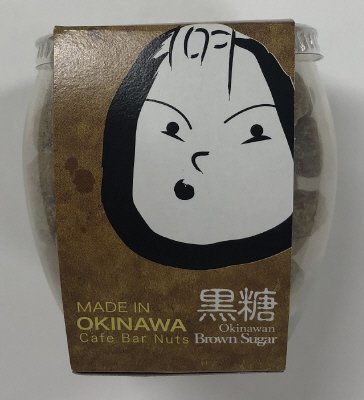 MADE IN
OKINAWA
Cafe Bar Nuts
黒糖
Okinawan
Brown Sugar